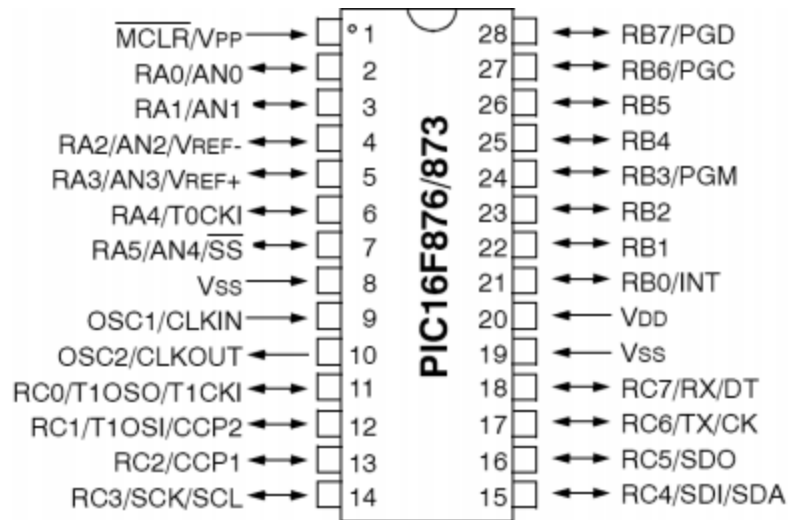 MCLR/VPP 1 28 RB7/PGD
RA0/AN0 2 27 RB6/PGC
RA1/AN1 3 26 RB5
RA2/AN2/VREF- 4 25 RB4
RA3/AN3/VREF+ 5 24 RB3/PGM
RA4/T0CKI 6 23 RB2
RA5/AN4/SS 7 22 RB1
VSS 8 21 RB0/INT
OSC1/CLKIN 9 20 VDD
OSC2/CLKOUT 10 19 VSS
RC0/T1OSO/T1CKI 11 18 RC7/RX/DT
RC1/T1OSI/CCP2 12 17 RC6/TX/CK
RC2/CCP1 13 16 RC5/SDO
RC3/SCK/SCL 14 15 RC4/SDI/SDA
PIC16F876/873